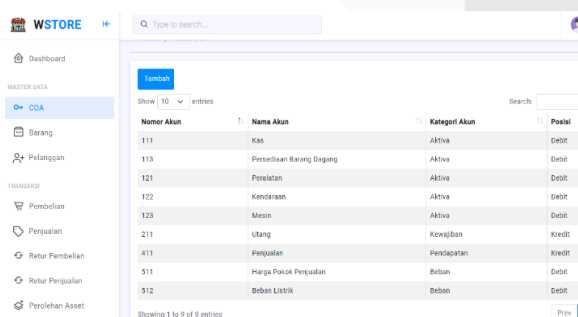 WSTORE
Type to search...
Dashboard
MASTER DATA
COA
Barang
Pelanggan
TRANSAKSI
Pembelian
Penjualan
Retur Pembelian
Retur Penjualan
Perolehan Asset
Tambah
Show 10 entries
Search:
Nomor Akun Nama Akun Kategori Akun Posisi
111 Kas Aktiva Debit
113 Persediaan Barang Dagang Aktiva Debit
121 Peralatan Aktiva Debit
122 Kendaraan Aktiva Debit
123 Mesin Aktiva Debit
211 Utang Kewajiban Kredit
411 Penjualan Pendapatan Kredit
511 Harga Pokok Penjualan Beban Debit
512 Beban Listrik Beban Debit
Showing 1 to 9 of 9 entries
Prev